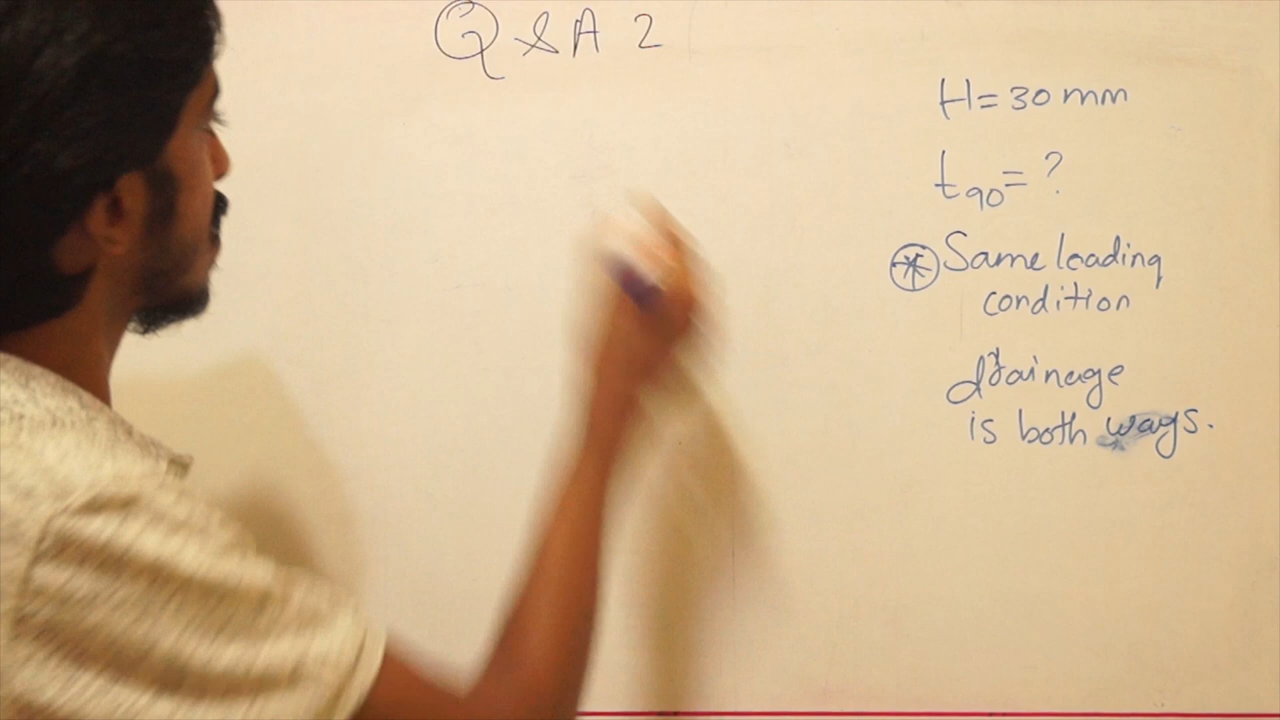 Q & A 2
H = 30 mm
t90 = ?
* Same loading
condition
drainage
is both ways.